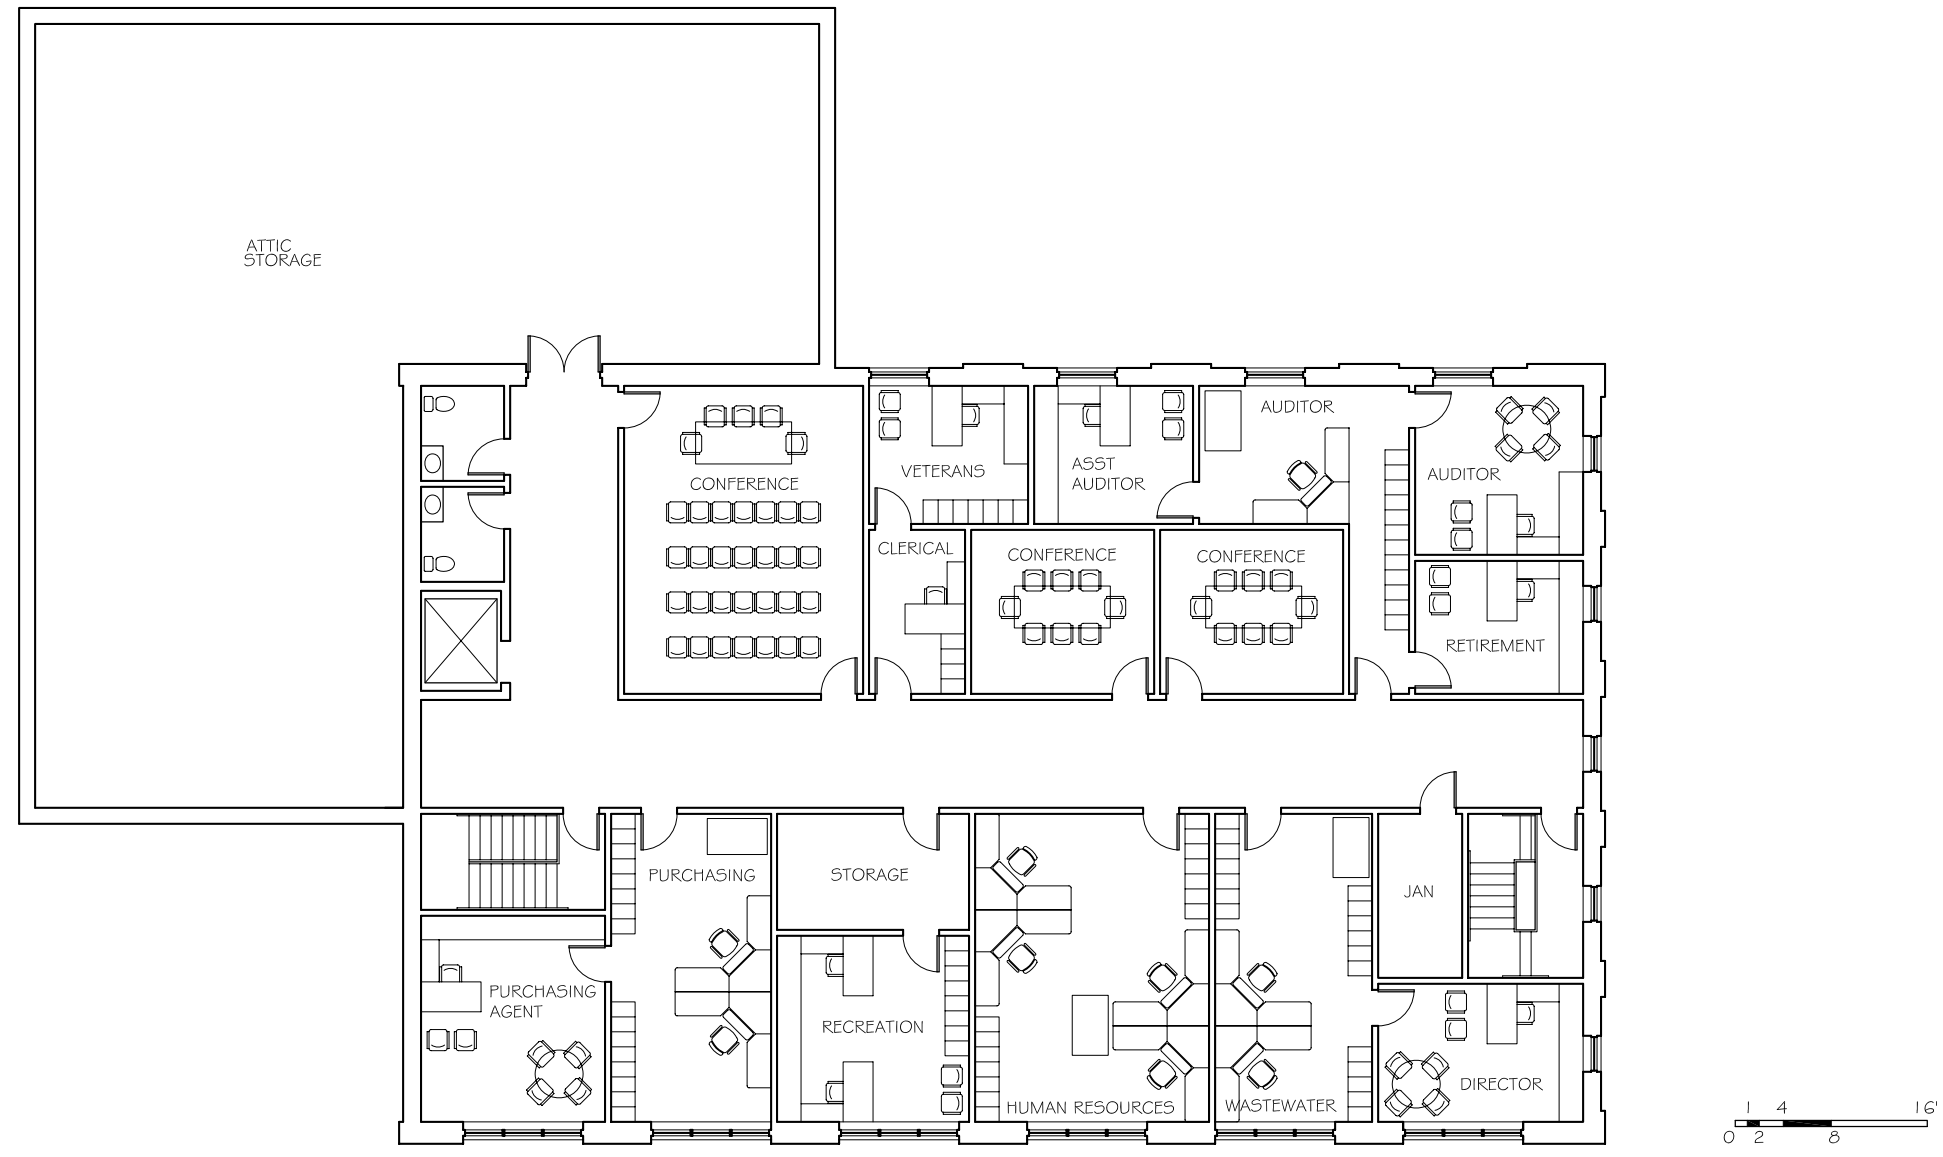 ATTIC
STORAGE
AUDITOR
CONFERENCE
VETERANS
ASST
AUDITOR
AUDITOR
CLERICAL
CONFERENCE
CONFERENCE
RETIREMENT
PURCHASING
STORAGE
JAN
PURCHASING
AGENT
RECREATION
DIRECTOR
HUMAN RESOURCES
WASTEWATER
1 4 16'
0 2 8